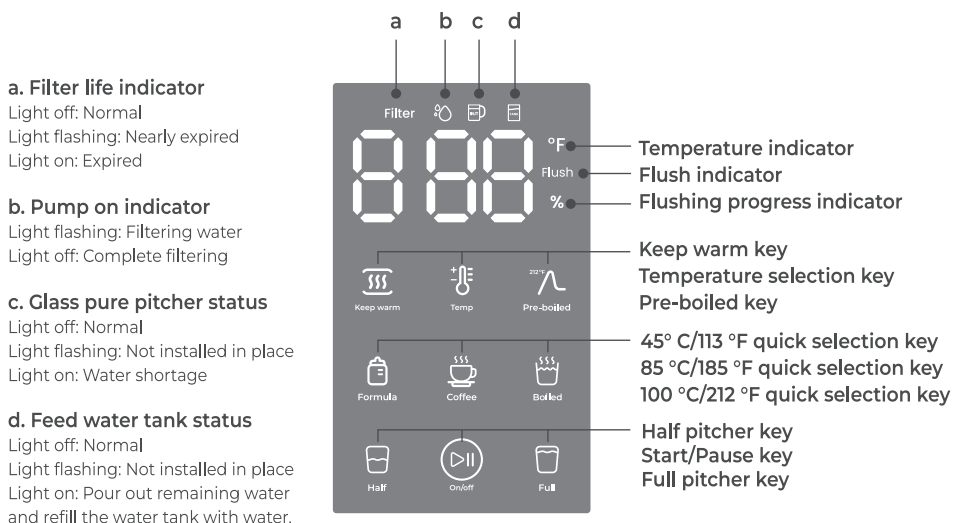 a b c d
a. Filter life indicator
Light off: Normal
Light flashing: Nearly expired
Light on: Expired
b. Pump on indicator
Light flashing: Filtering water
Light off: Complete filtering
c. Glass pure pitcher status
Light off: Normal
Light flashing: Not installed in place
Light on: Water shortage
d. Feed water tank status
Light off: Normal
Light flashing: Not installed in place
Light on: Pour out remaining water
and refill the water tank with water.
Filter
8 88
°F
Flush
%
212°F
Keep warm Temp Pre-boiled
Formula Coffee Boiled
Half On/off Full
Temperature indicator
Flush indicator
Flushing progress indicator
Keep warm key
Temperature selection key
Pre-boiled key
45° C/113 °F quick selection key
85 °C/185 °F quick selection key
100 °C/212 °F quick selection key
Half pitcher key
Start/Pause key
Full pitcher key